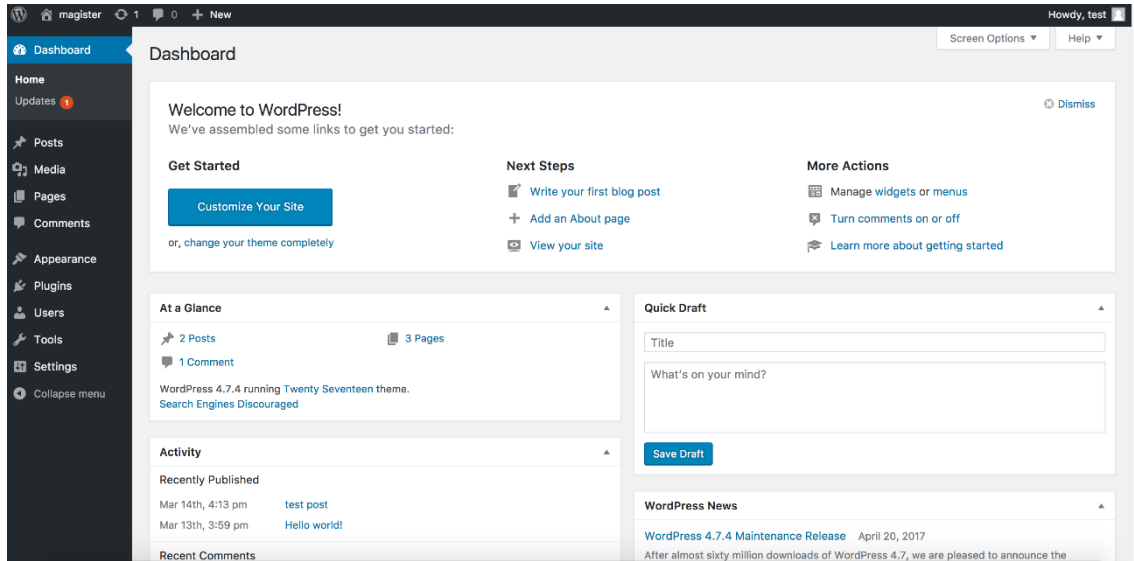 magister 1 0 + New Howdy, test
Screen Options ▼ Help ▼
Dashboard
Home
Updates 1
Posts
Media
Pages
Comments
Appearance
Plugins
Users
Tools
Settings
Collapse menu
Dashboard
Welcome to WordPress!
We've assembled some links to get you started:
Dismiss
Get Started
Customize Your Site
or, change your theme completely
Next Steps
Write your first blog post
Add an About page
View your site
More Actions
Manage widgets or menus
Turn comments on or off
Learn more about getting started
At a Glance
2 Posts 3 Pages
1 Comment
WordPress 4.7.4 running Twenty Seventeen theme.
Search Engines Discouraged
Activity
Recently Published
Mar 14th, 4:13 pm test post
Mar 13th, 3:59 pm Hello world!
Recent Comments
Quick Draft
Title
What's on your mind?
Save Draft
WordPress News
WordPress 4.7.4 Maintenance Release April 20, 2017
After almost sixty million downloads of WordPress 4.7, we are pleased to announce the